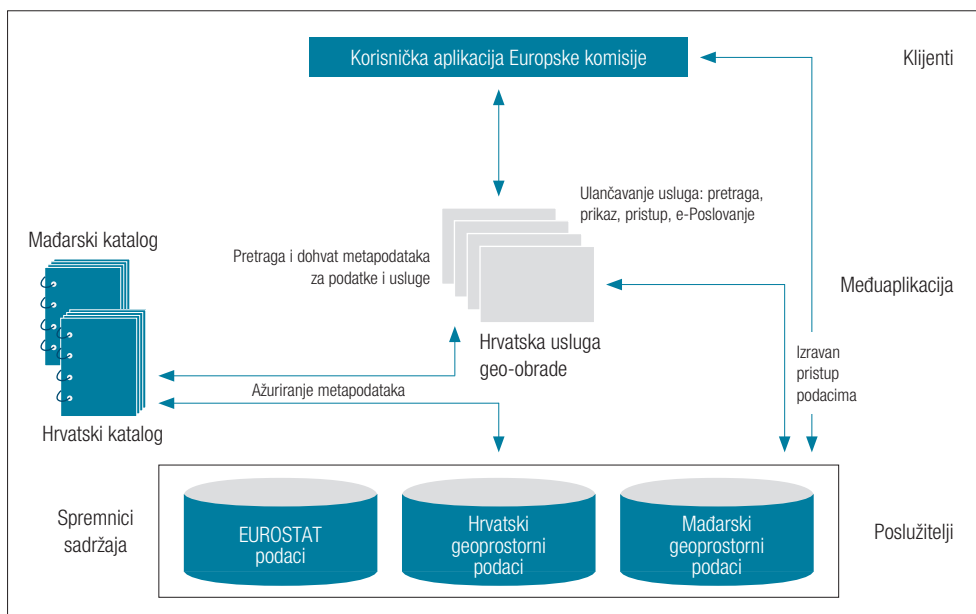 Korisnička aplikacija Europske komisije
Klijenti
Ulančavanje usluga: pretraga,
prikaz, pristup, e-Poslovanje
Mađarski katalog
Pretraga i dohvat metapodataka
za podatke i usluge
Međuaplikacija
Hrvatska usluga
geo-obrade
Izravan
pristup
podacima
Ažuriranje metapodataka
Hrvatski katalog
Spremnici
sadržaja
EUROSTAT
podaci
Hrvatski
geoprostorni
podaci
Mađarski
geoprostorni
podaci
Poslužitelji